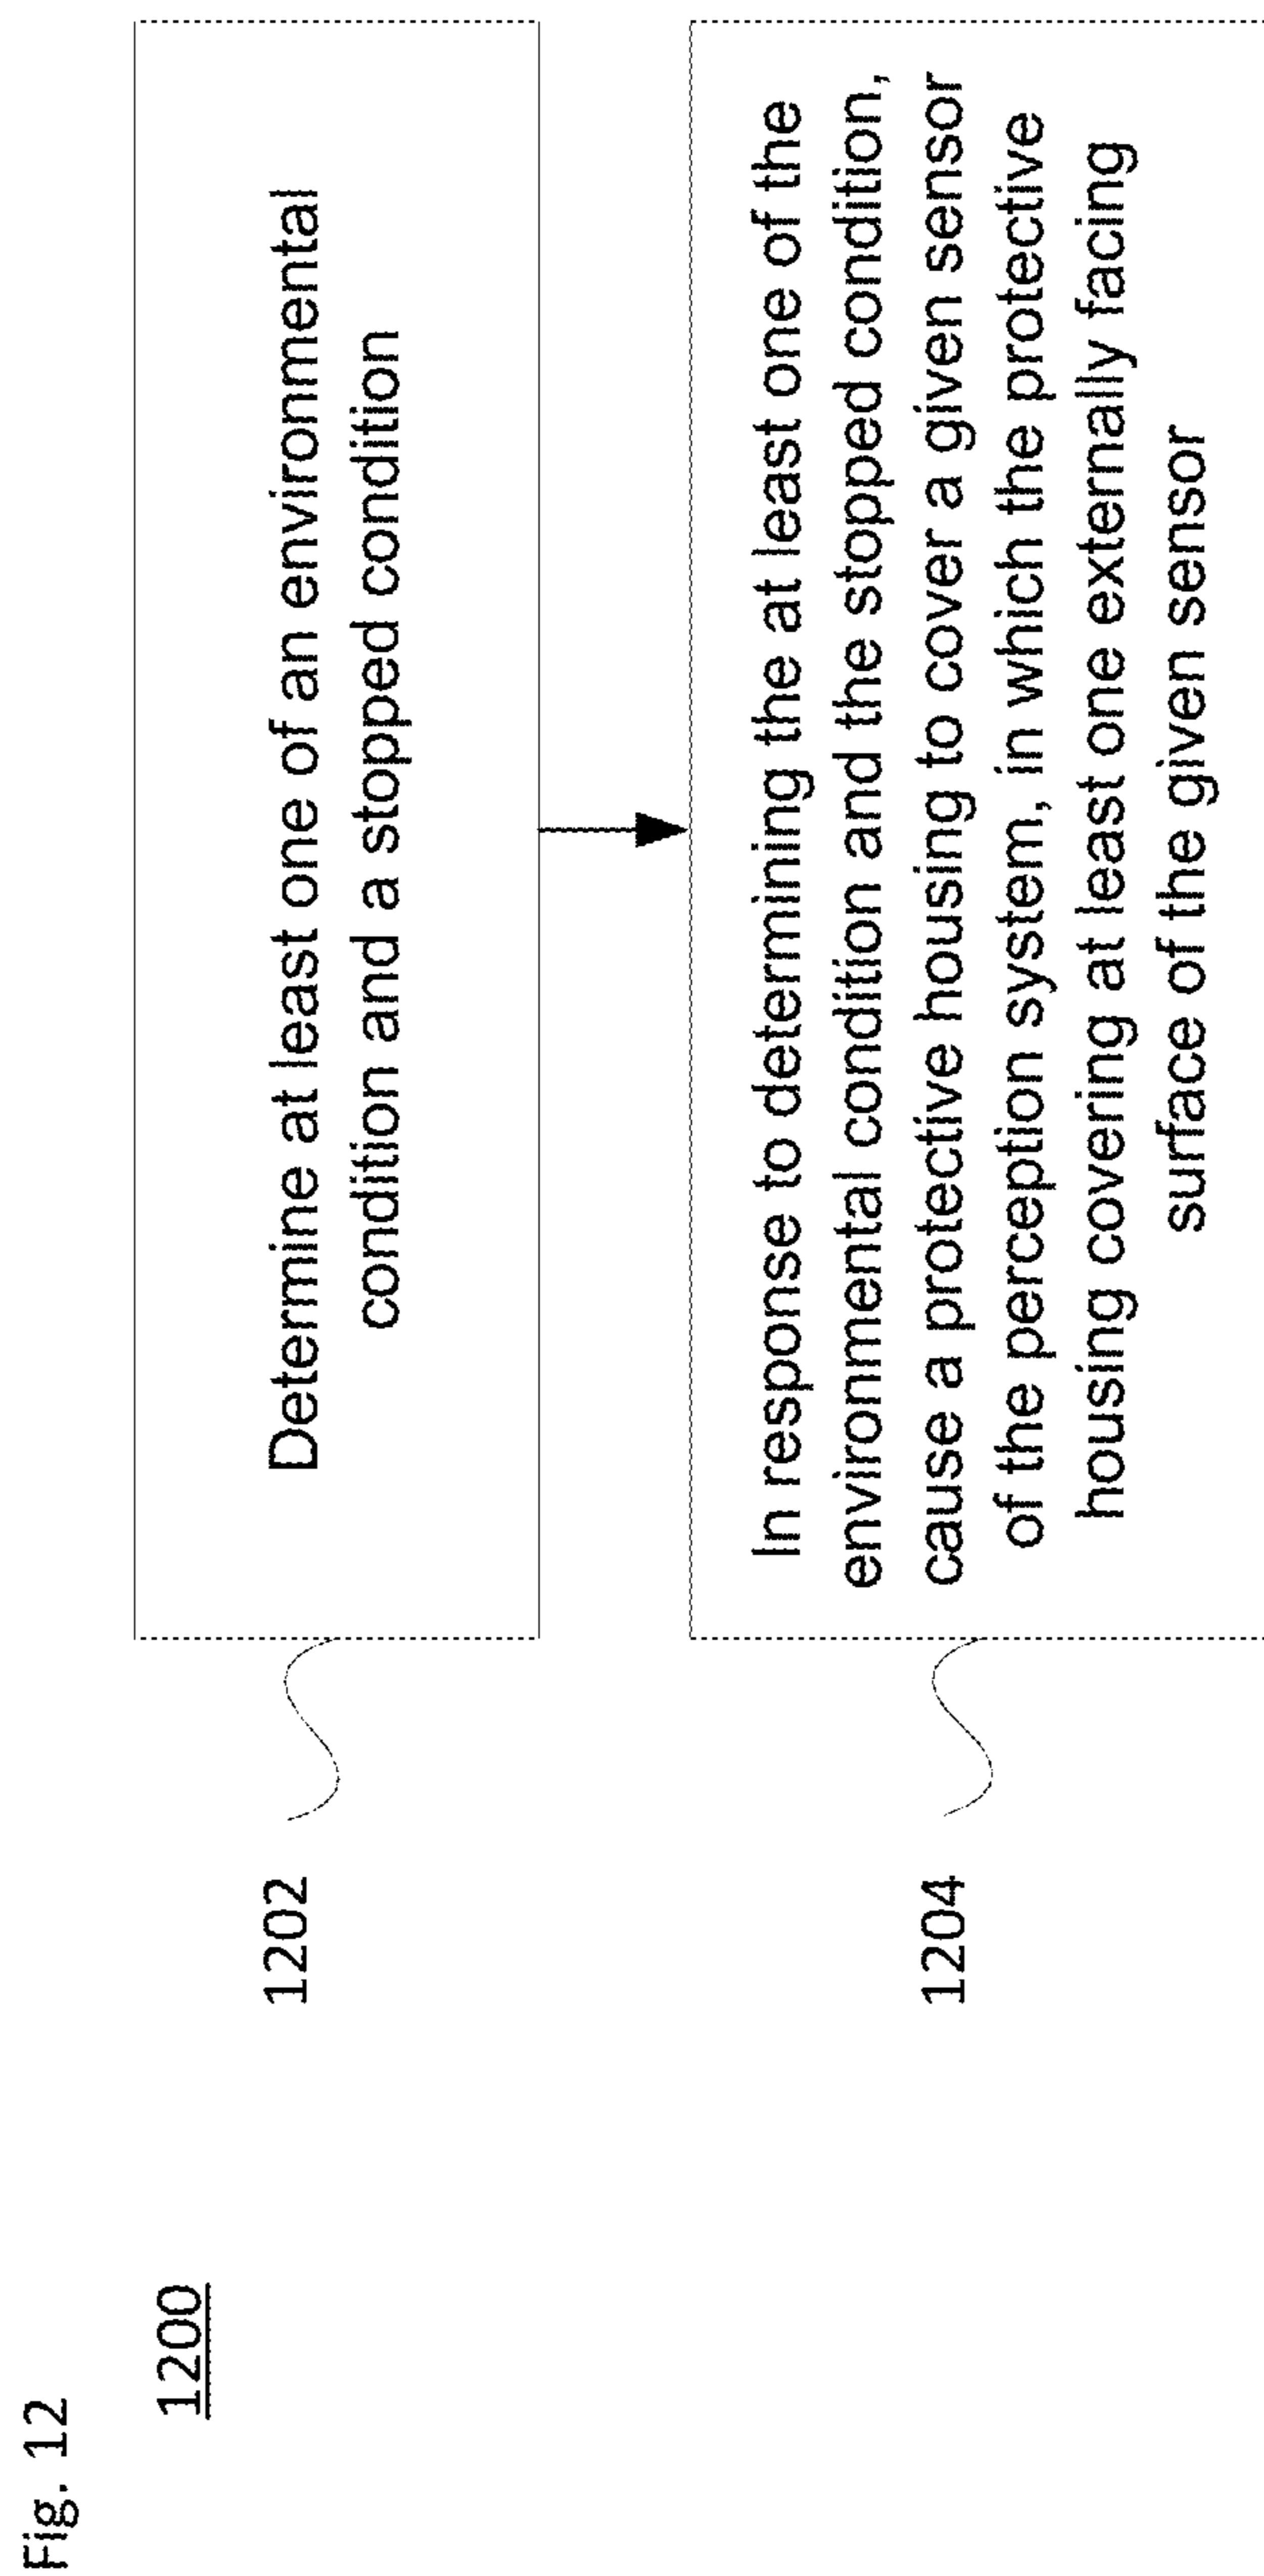 Fig. 12
1200
1202
Determine at least one of an environmental
condition and a stopped condition
1204
In response to determining the at least one of the
environmental condition and the stopped condition,
cause a protective housing to cover a given sensor
of the perception system, in which the protective
housing covering at least one externally facing
surface of the given sensor